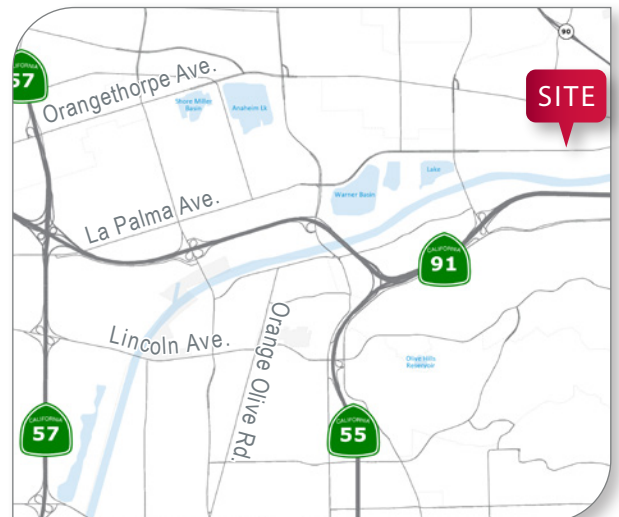 90
CALIFORNIA
57
Orangethorpe Ave.
SITE
Shore Miller
Basin
Anaheim Lk
Lake
Warner Basin
La Palma Ave.
CALIFORNIA
91
Lincoln Ave.
Orange Olive Rd.
Olive Hills
Reservoir
CALIFORNIA
57
CALIFORNIA
55